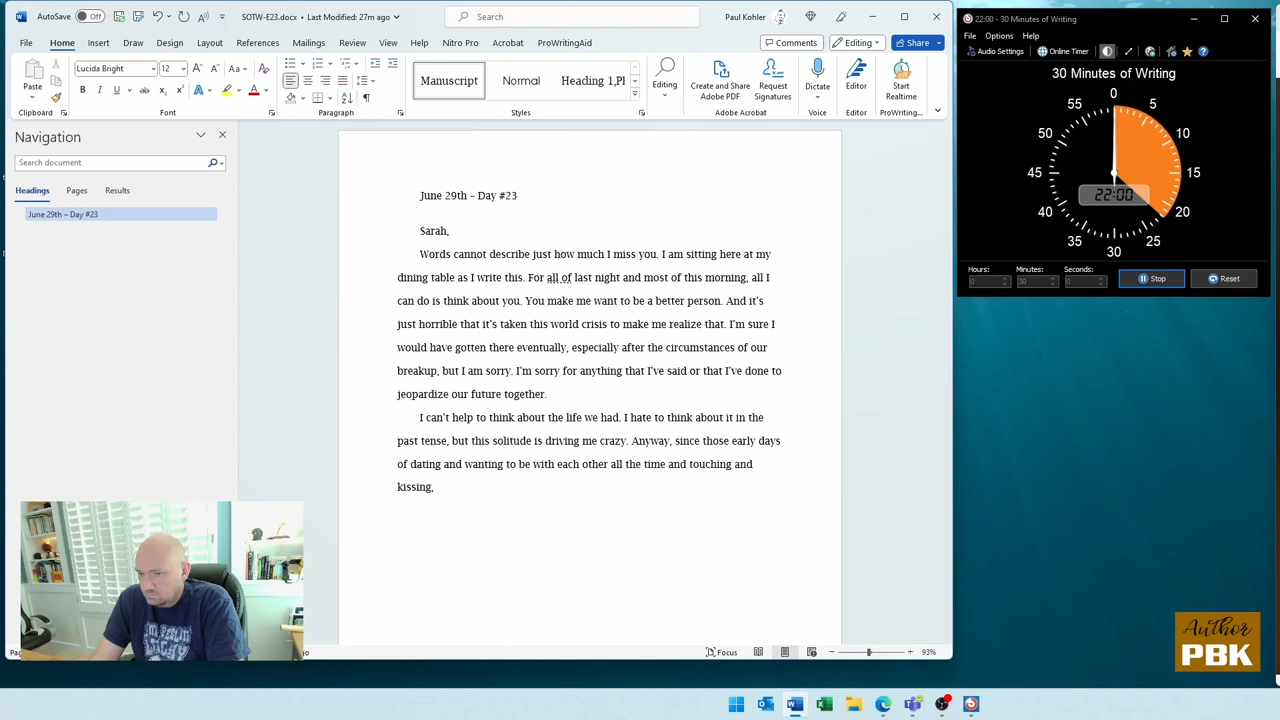 AutoSave Off SOTW-E23.docx • Last Modified: 27m ago Search Paul Kohler
File Home Insert Draw Design Mailings Review View Help Nitro Pro Acrobat ProWritingAid Comments Editing Share
Paste Lucida Bright 12 Manuscript Normal Heading 1,Pl Editing Create and Share Adobe PDF Request Signatures Dictate Editor Start Realtime
Clipboard Font Paragraph Styles Adobe Acrobat Voice Editor ProWriting...
Navigation
Search document
Headings Pages Results
June 29th – Day #23
June 29th – Day #23
Sarah,
Words cannot describe just how much I miss you. I am sitting here at my
dining table as I write this. For all of last night and most of this morning, all I
can do is think about you. You make me want to be a better person. And it's
just horrible that it's taken this world crisis to make me realize that. I'm sure I
would have gotten there eventually, especially after the circumstances of our
breakup, but I am sorry. I'm sorry for anything that I've said or that I've done to
jeopardize our future together.
I can't help to think about the life we had. I hate to think about it in the
past tense, but this solitude is driving me crazy. Anyway, since those early days
of dating and wanting to be with each other all the time and touching and
kissing,
Focus 93%
22:00 - 30 Minutes of Writing
File Options Help
Audio Settings Online Timer
30 Minutes of Writing
0
55 5
50 10
45 15
22:00
40 20
35 25
30
Hours: Minutes: Seconds:
0 30 0 Stop Reset
Author
PBK